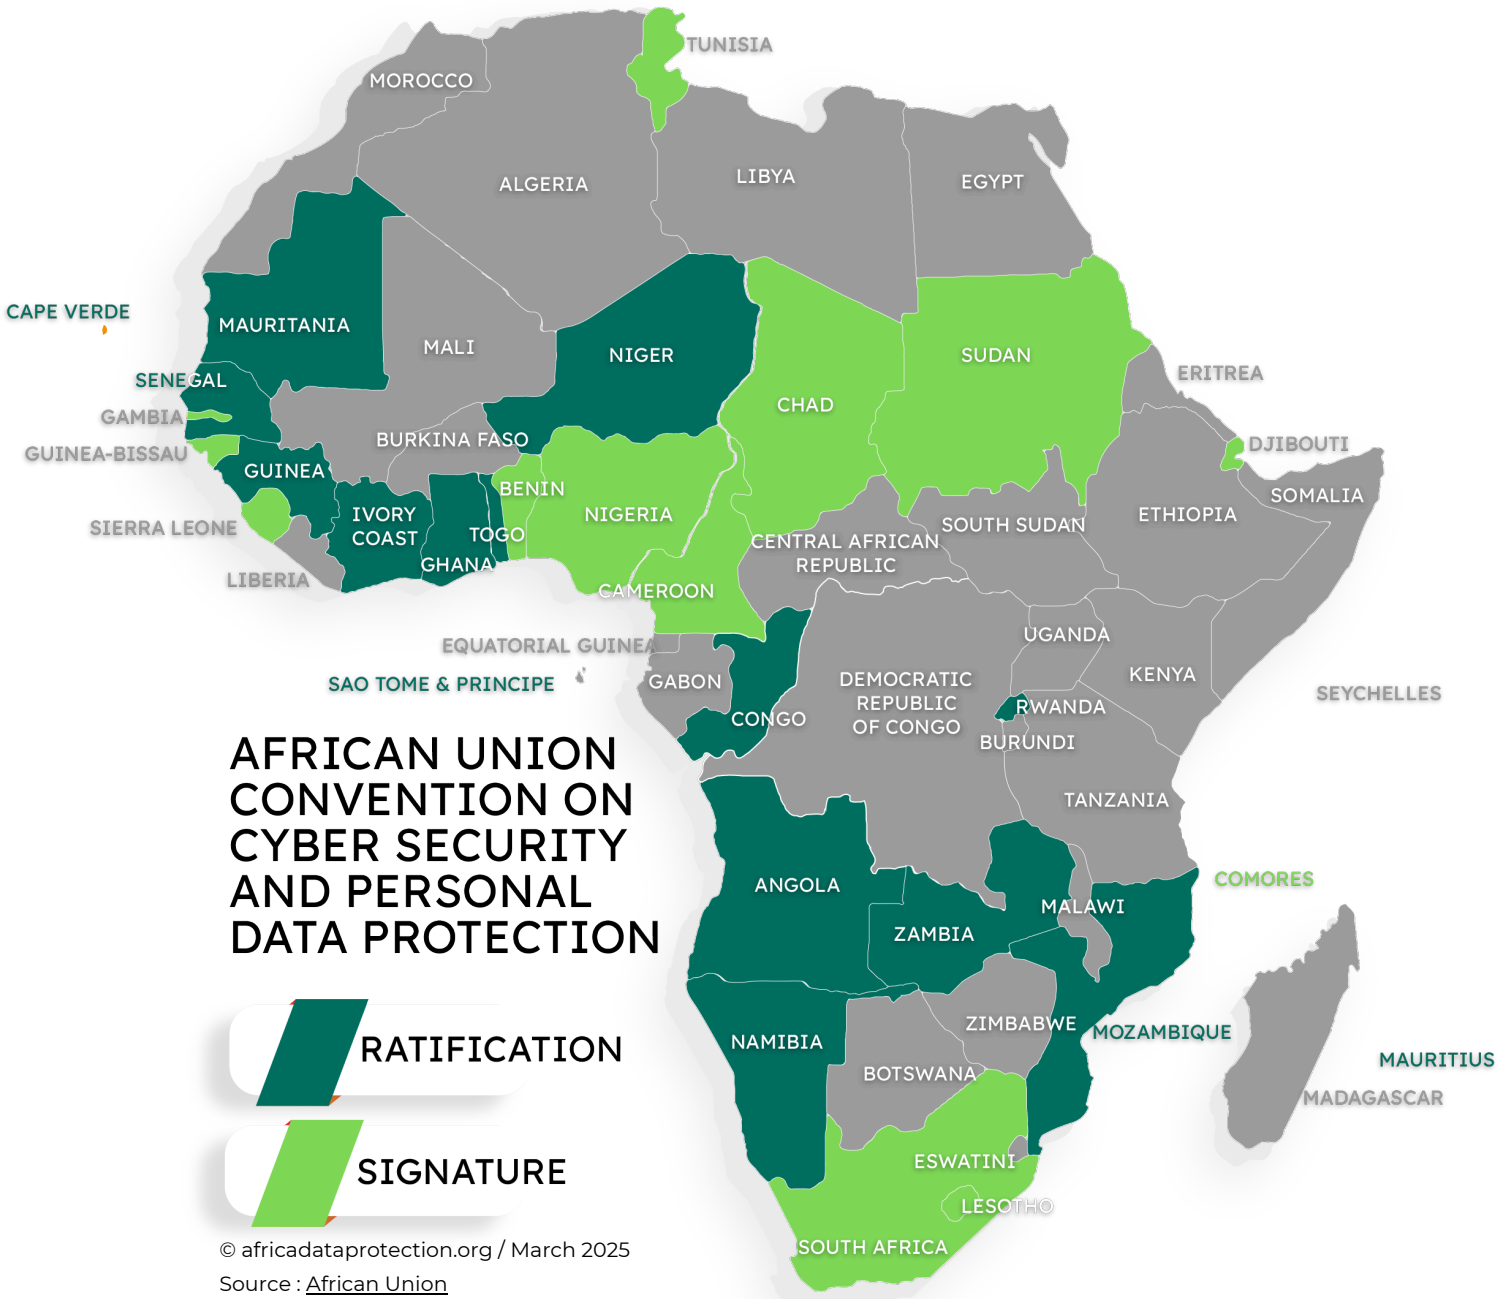 TUNISIA
MOROCCO
ALGERIA
LIBYA
EGYPT
CAPE VERDE
MAURITANIA
MALI
NIGER
SUDAN
CHAD
ERITREA
SENEGAL
GAMBIA
BURKINA FASO
DJIBOUTI
GUINEA-BISSAU
GUINEA
BENIN
SOMALIA
IVORY
COAST
NIGERIA
ETHIOPIA
SOUTH SUDAN
SIERRA LEONE
TOGO
CENTRAL AFRICAN
REPUBLIC
GHANA
LIBERIA
CAMEROON
UGANDA
EQUATORIAL GUINEA
KENYA
SAO TOME & PRINCIPE
GABON
DEMOCRATIC
REPUBLIC
OF CONGO
SEYCHELLES
RWANDA
CONGO
BURUNDI
AFRICAN UNION
CONVENTION ON
CYBER SECURITY
AND PERSONAL
DATA PROTECTION
TANZANIA
ANGOLA
COMORES
MALAWI
ZAMBIA
ZIMBABWE
MOZAMBIQUE
NAMIBIA
MAURITIUS
BOTSWANA
MADAGASCAR
RATIFICATION
ESWATINI
SIGNATURE
LESOTHO
SOUTH AFRICA
© africadataprotection.org / March 2025
Source : African Union